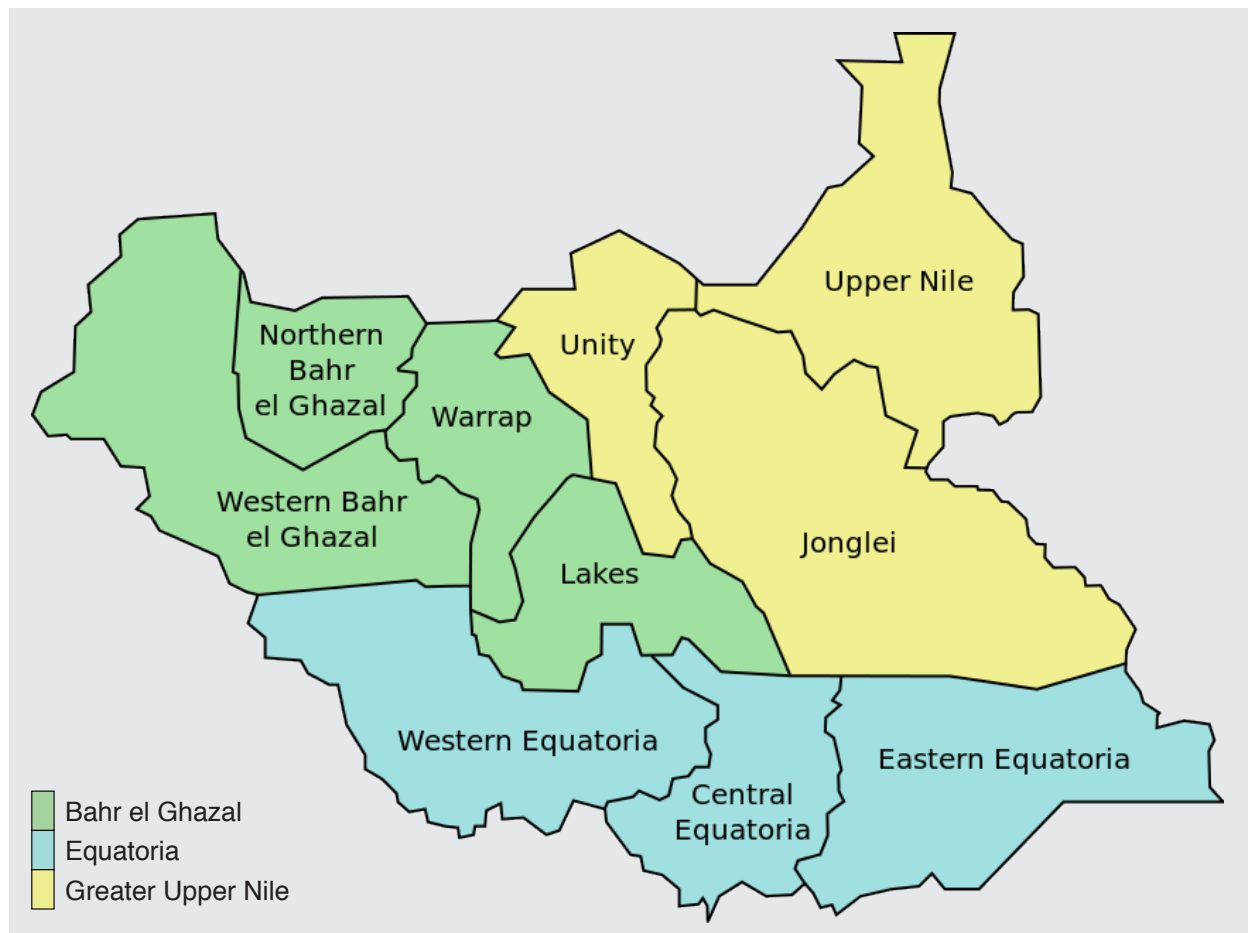 Upper Nile
Northern
Bahr
el Ghazal
Unity
Warrap
Western Bahr
el Ghazal
Jonglei
Lakes
Western Equatoria
Eastern Equatoria
Central
Equatoria
Bahr el Ghazal
Equatoria
Greater Upper Nile